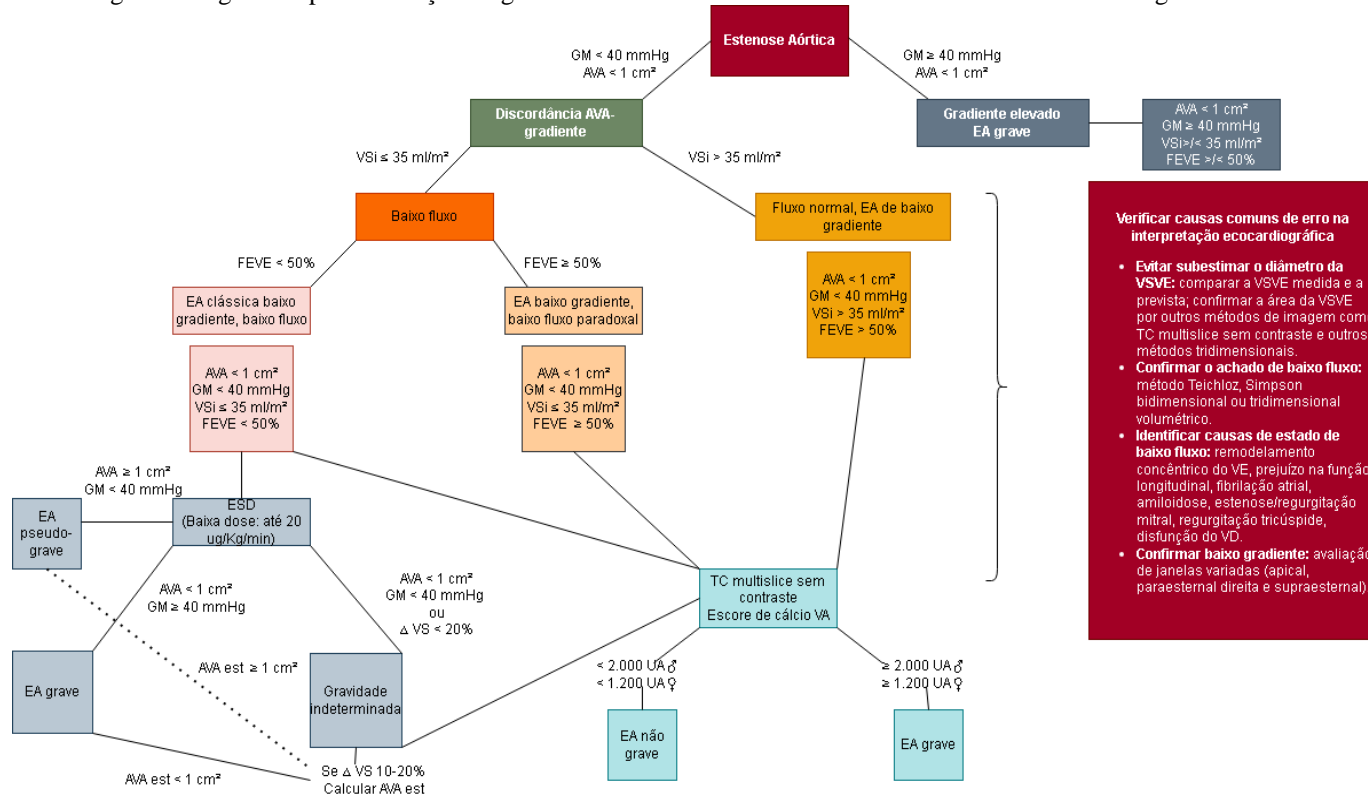 Estenose Aórtica
GM < 40 mmHg
AVA < 1 cm²
GM ≥ 40 mmHg
AVA < 1 cm²
Discordância AVA-
gradiente
Gradiente elevado
EA grave
AVA < 1 cm²
GM ≥ 40 mmHg
VSi>/< 35 ml/m²
FEVE >/< 50%
VSi ≤ 35 ml/m²
VSi > 35 ml/m²
Baixo fluxo
Fluxo normal, EA de baixo
gradiente
FEVE < 50%
FEVE ≥ 50%
AVA < 1 cm²
GM < 40 mmHg
VSi > 35 ml/m²
FEVE > 50%
EA clássica baixo
gradiente, baixo fluxo
EA baixo gradiente,
baixo fluxo paradoxal
AVA < 1 cm²
GM < 40 mmHg
VSi ≤ 35 ml/m²
FEVE < 50%
AVA < 1 cm²
GM < 40 mmHg
VSi ≤ 35 ml/m²
FEVE ≥ 50%
Verificar causas comuns de erro na
interpretação ecocardiográfica
• Evitar subestimar o diâmetro da
VSVE: comparar a VSVE medida e a
prevista; confirmar a área da VSVE
por outros métodos de imagem como
TC multislice sem contraste e outros
métodos tridimensionais.
• Confirmar o achado de baixo fluxo:
método Teichloz, Simpson
bidimensional ou tridimensional
volumétrico.
• Identificar causas de estado de
baixo fluxo: remodelamento
concêntrico do VE, prejuízo na função
longitudinal, fibrilação atrial,
amiloidose, estenose/regurgitação
mitral, regurgitação tricúspide,
disfunção do VD.
• Confirmar baixo gradiente: avaliação
de janelas variadas (apical,
paraesternal direita e supraesternal)
AVA ≥ 1 cm²
GM < 40 mmHg
EA
pseudo-
grave
ESD
(Baixa dose: até 20
ug/Kg/min)
AVA < 1 cm²
GM ≥ 40 mmHg
AVA < 1 cm²
GM < 40 mmHg
ou
Δ VS < 20%
TC multislice sem
contraste
Escore de cálcio VA
EA grave
AVA est ≥ 1 cm²
Gravidade
indeterminada
< 2.000 UA ♂
< 1.200 UA ♀
≥ 2.000 UA ♂
≥ 1.200 UA ♀
EA não
grave
EA grave
AVA est < 1 cm²
Se Δ VS 10-20%
Calcular AVA est